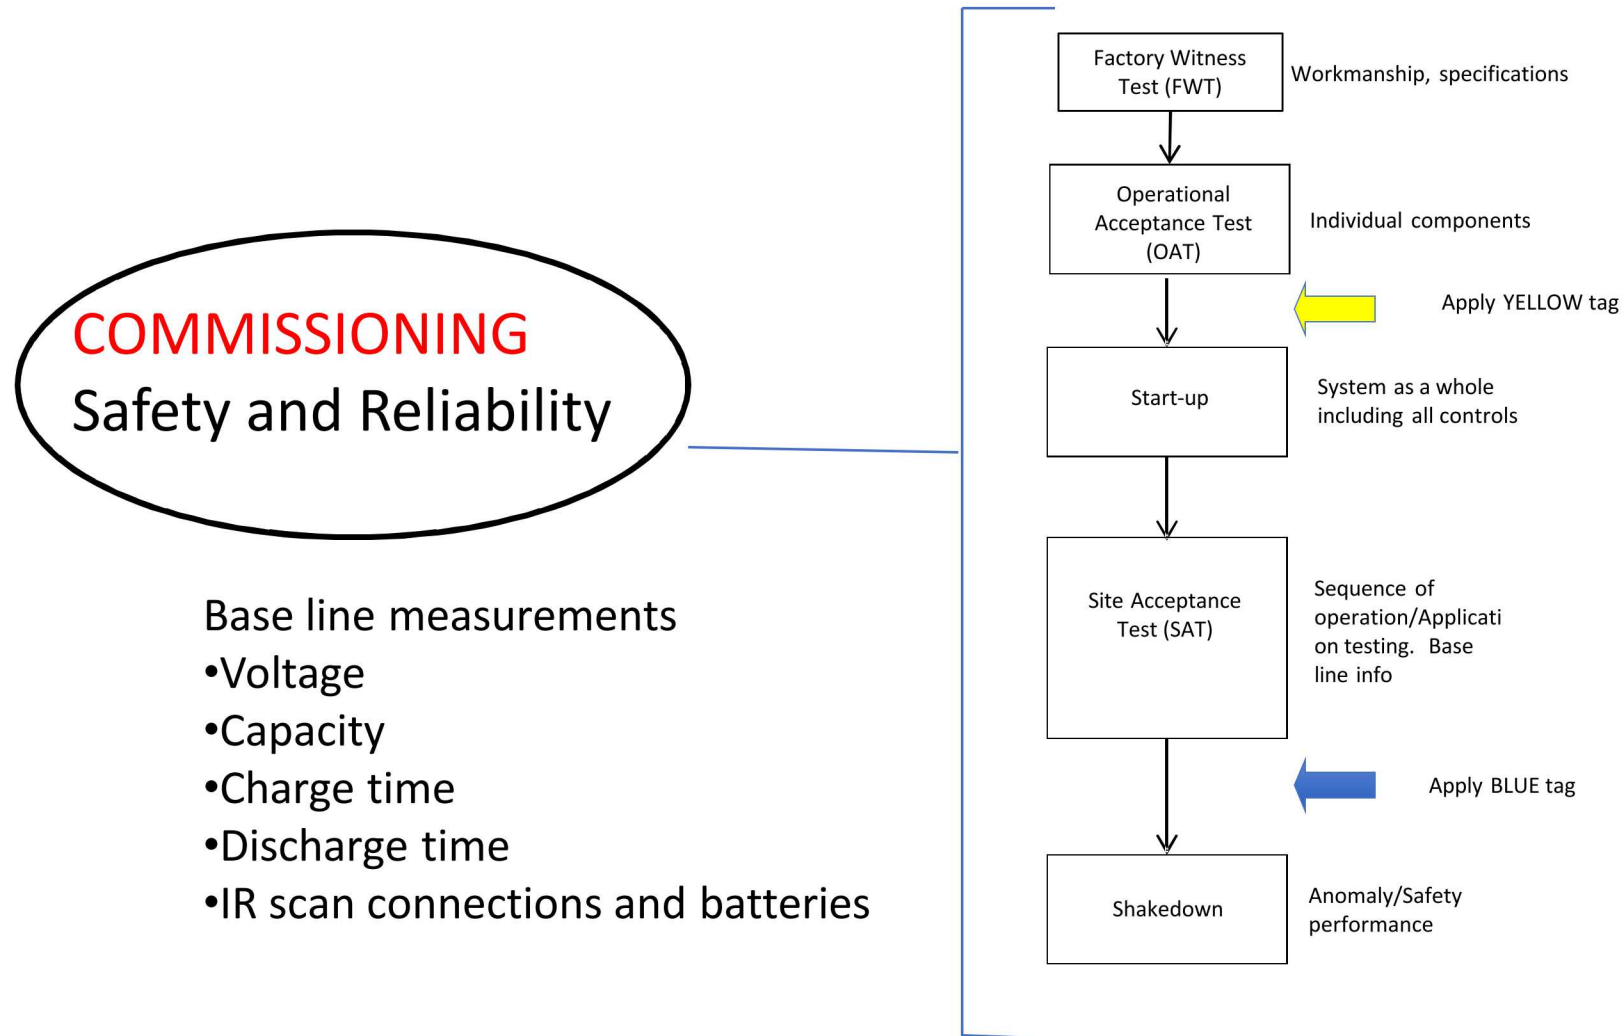 COMMISSIONING
Safety and Reliability
Base line measurements
•Voltage
•Capacity
•Charge time
•Discharge time
•IR scan connections and batteries
Factory Witness
Test (FWT)
Workmanship, specifications
Operational
Acceptance Test
(OAT)
Individual components
Apply YELLOW tag
Start-up
System as a whole
including all controls
Site Acceptance
Test (SAT)
Sequence of
operation/Applicati
on testing. Base
line info
Apply BLUE tag
Shakedown
Anomaly/Safety
performance